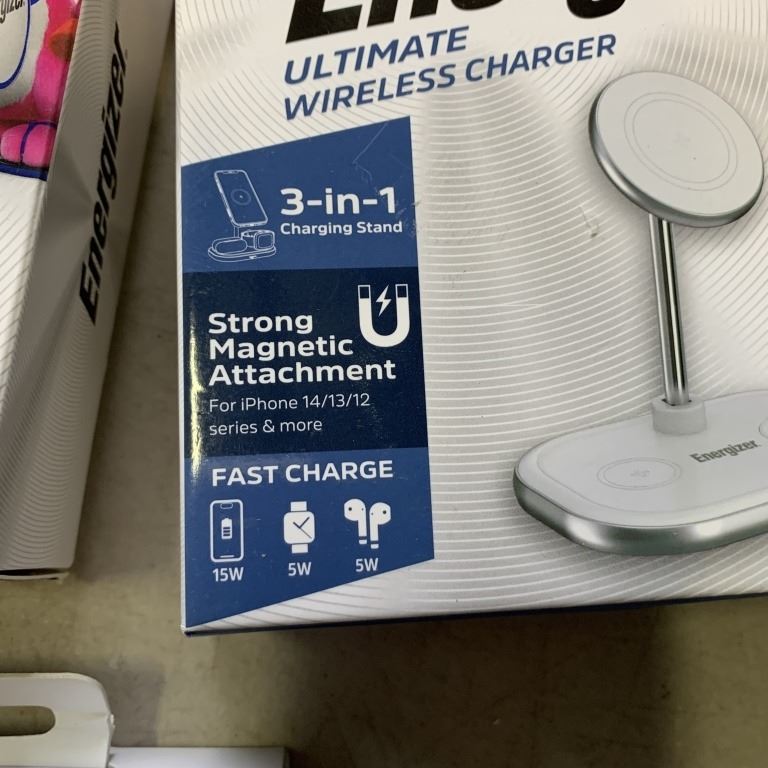 Energizer
ULTIMATE
WIRELESS CHARGER
3-in-1
Charging Stand
Strong
Magnetic
Attachment
For iPhone 14/13/12
series & more
FAST CHARGE
15W 5W 5W
Energizer